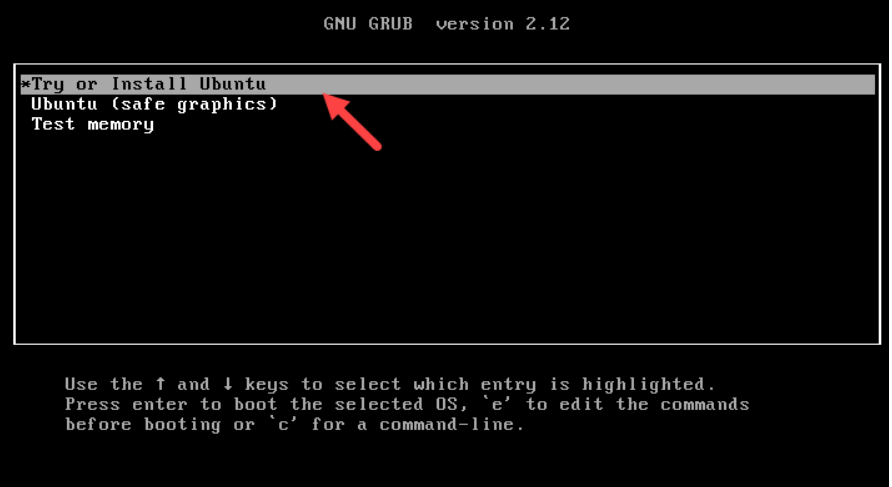 GNU GRUB  version 2.12
*Try or Install Ubuntu
Ubuntu (safe graphics)
Test memory
Use the ↑ and ↓ keys to select which entry is highlighted.
Press enter to boot the selected OS, `e' to edit the commands
before booting or `c' for a command-line.